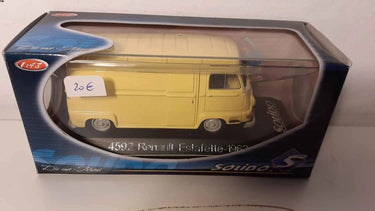 1:43
20€
4592 Renault Estafette-1962
Die cast - Metal
SOLIDO